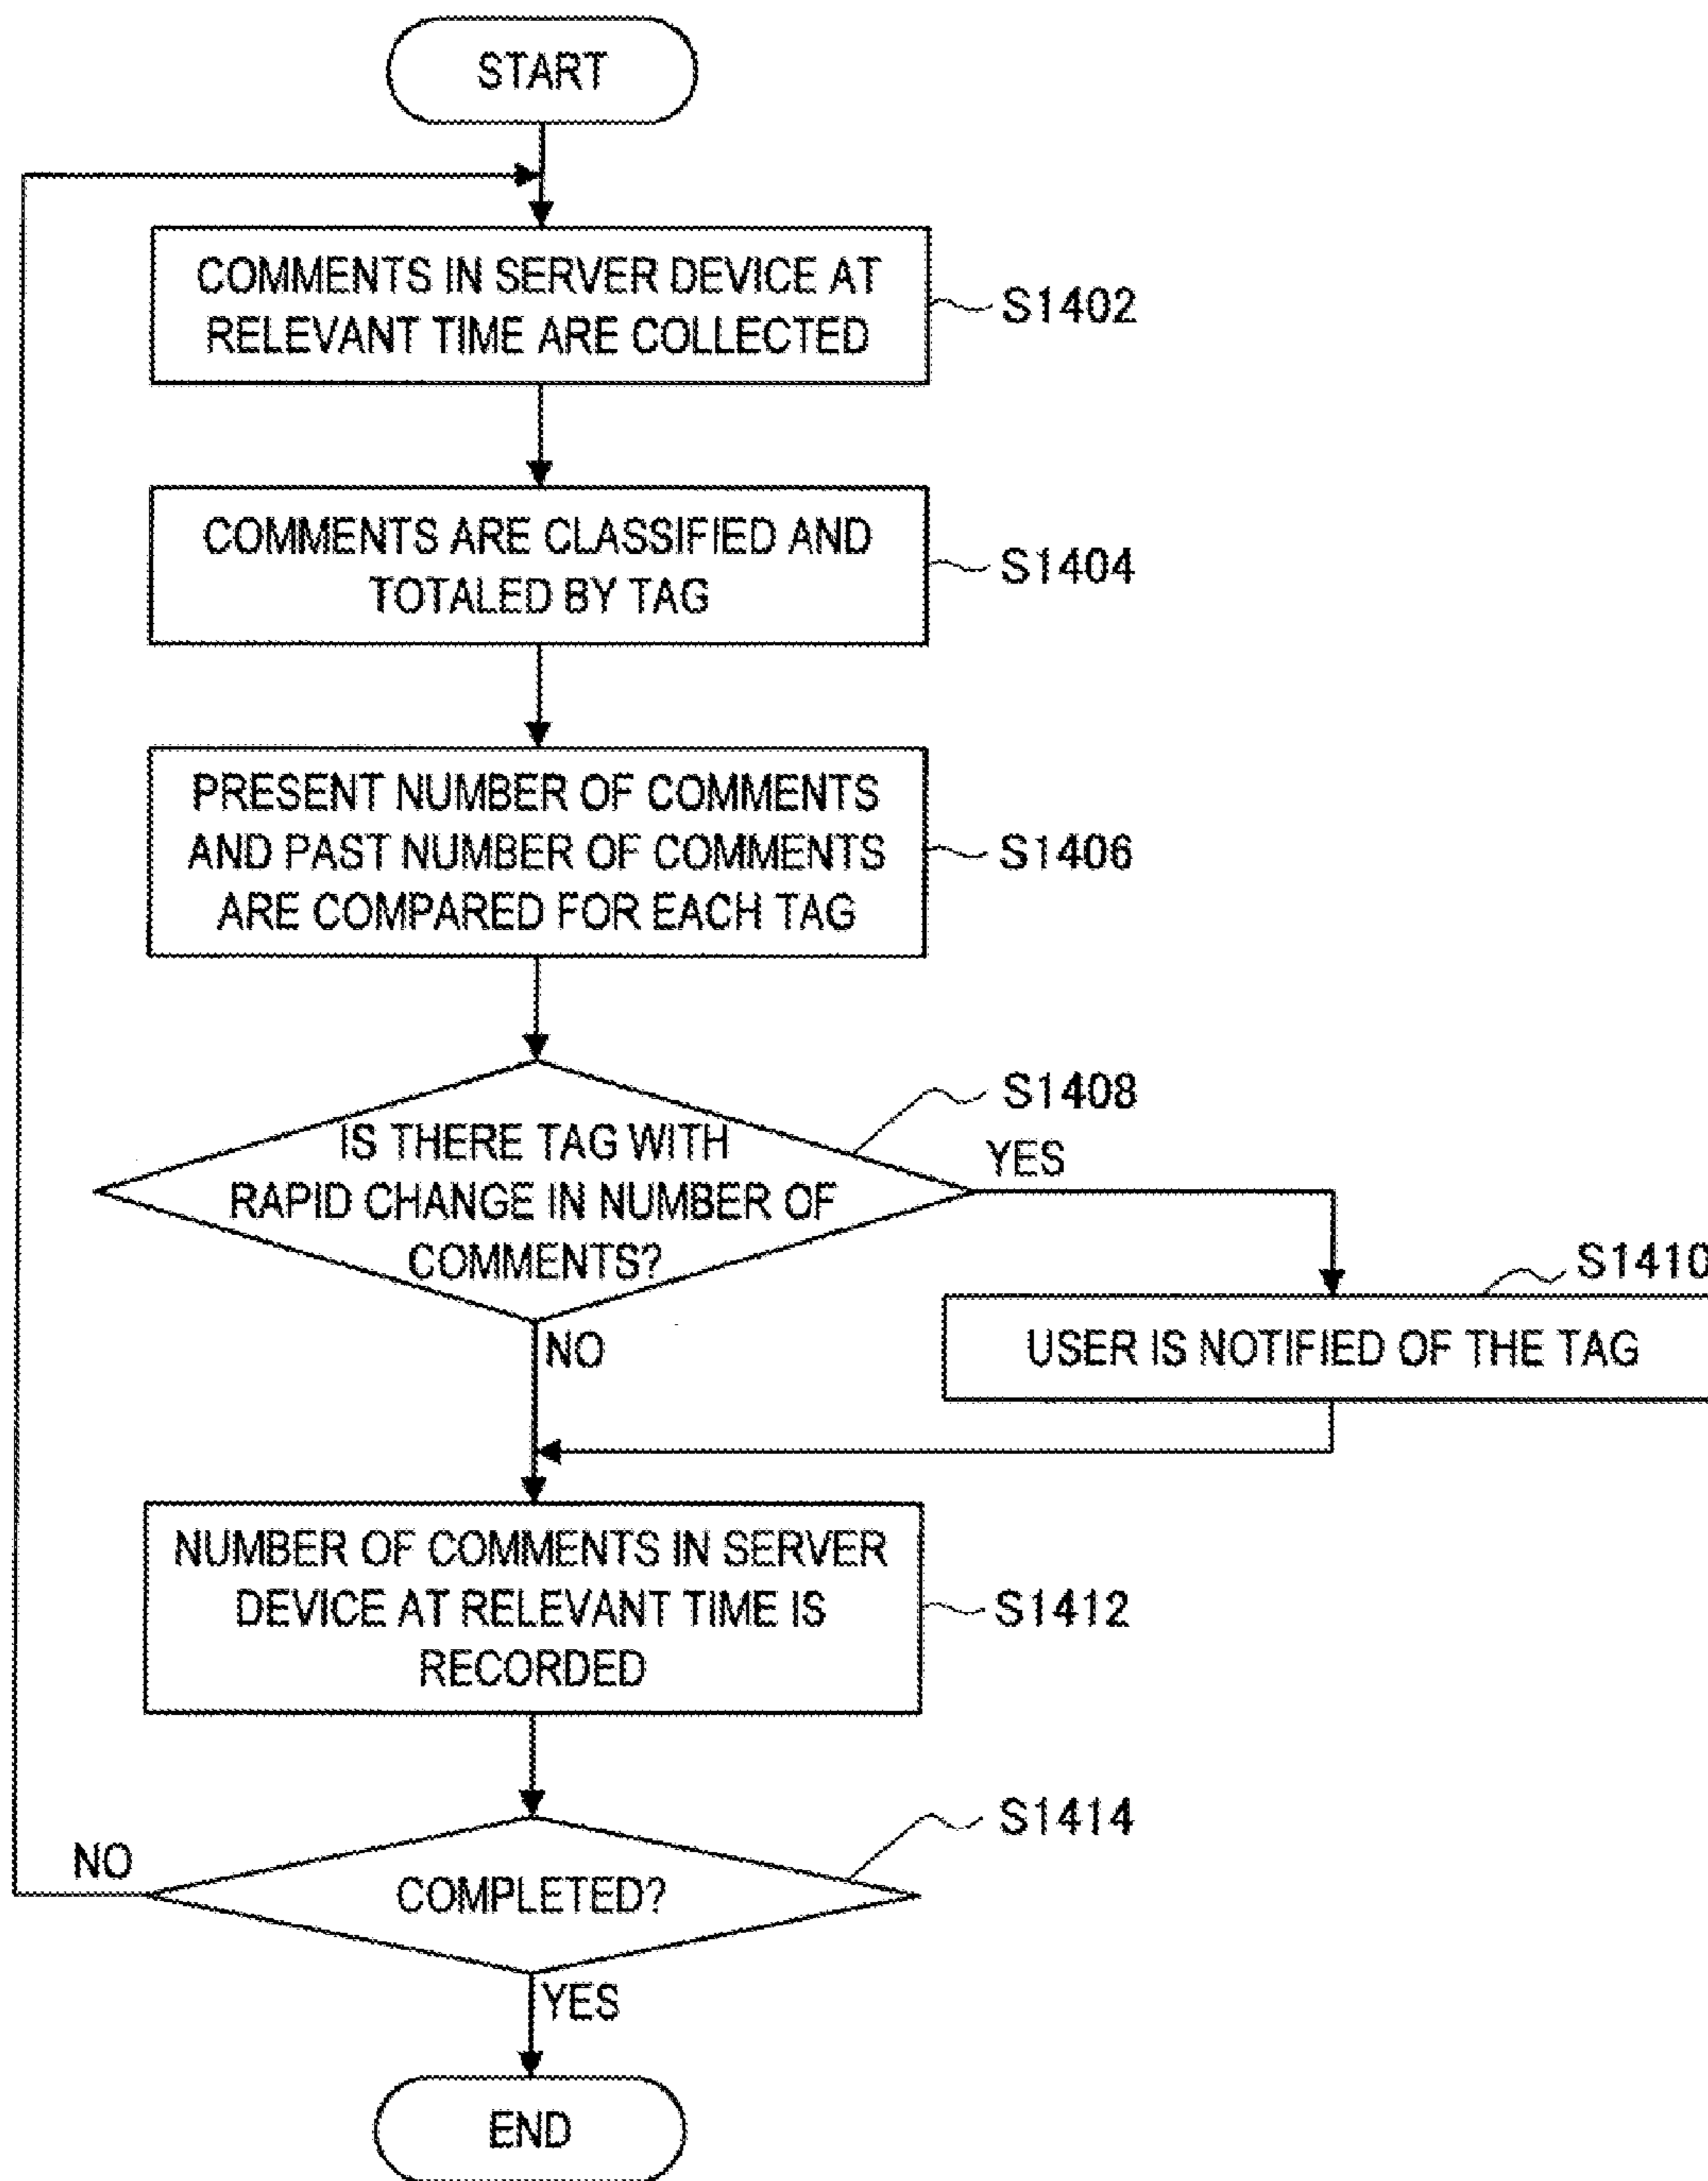 START
COMMENTS IN SERVER DEVICE AT
RELEVANT TIME ARE COLLECTED
S1402
COMMENTS ARE CLASSIFIED AND
TOTALED BY TAG
S1404
PRESENT NUMBER OF COMMENTS
AND PAST NUMBER OF COMMENTS
ARE COMPARED FOR EACH TAG
S1406
S1408
IS THERE TAG WITH
RAPID CHANGE IN NUMBER OF
COMMENTS?
YES
S1410
USER IS NOTIFIED OF THE TAG
NO
NUMBER OF COMMENTS IN SERVER
DEVICE AT RELEVANT TIME IS
RECORDED
S1412
S1414
NO
COMPLETED?
YES
END